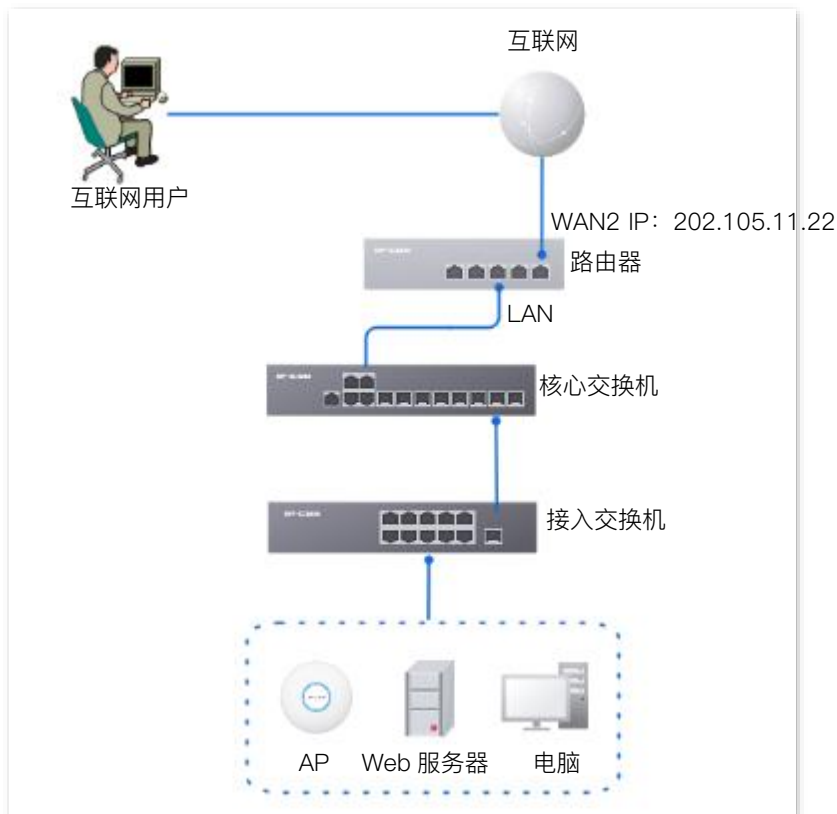 互联网
互联网用户
WAN2 IP：202.105.11.22
路由器
LAN
核心交换机
接入交换机
AP
Web 服务器
电脑